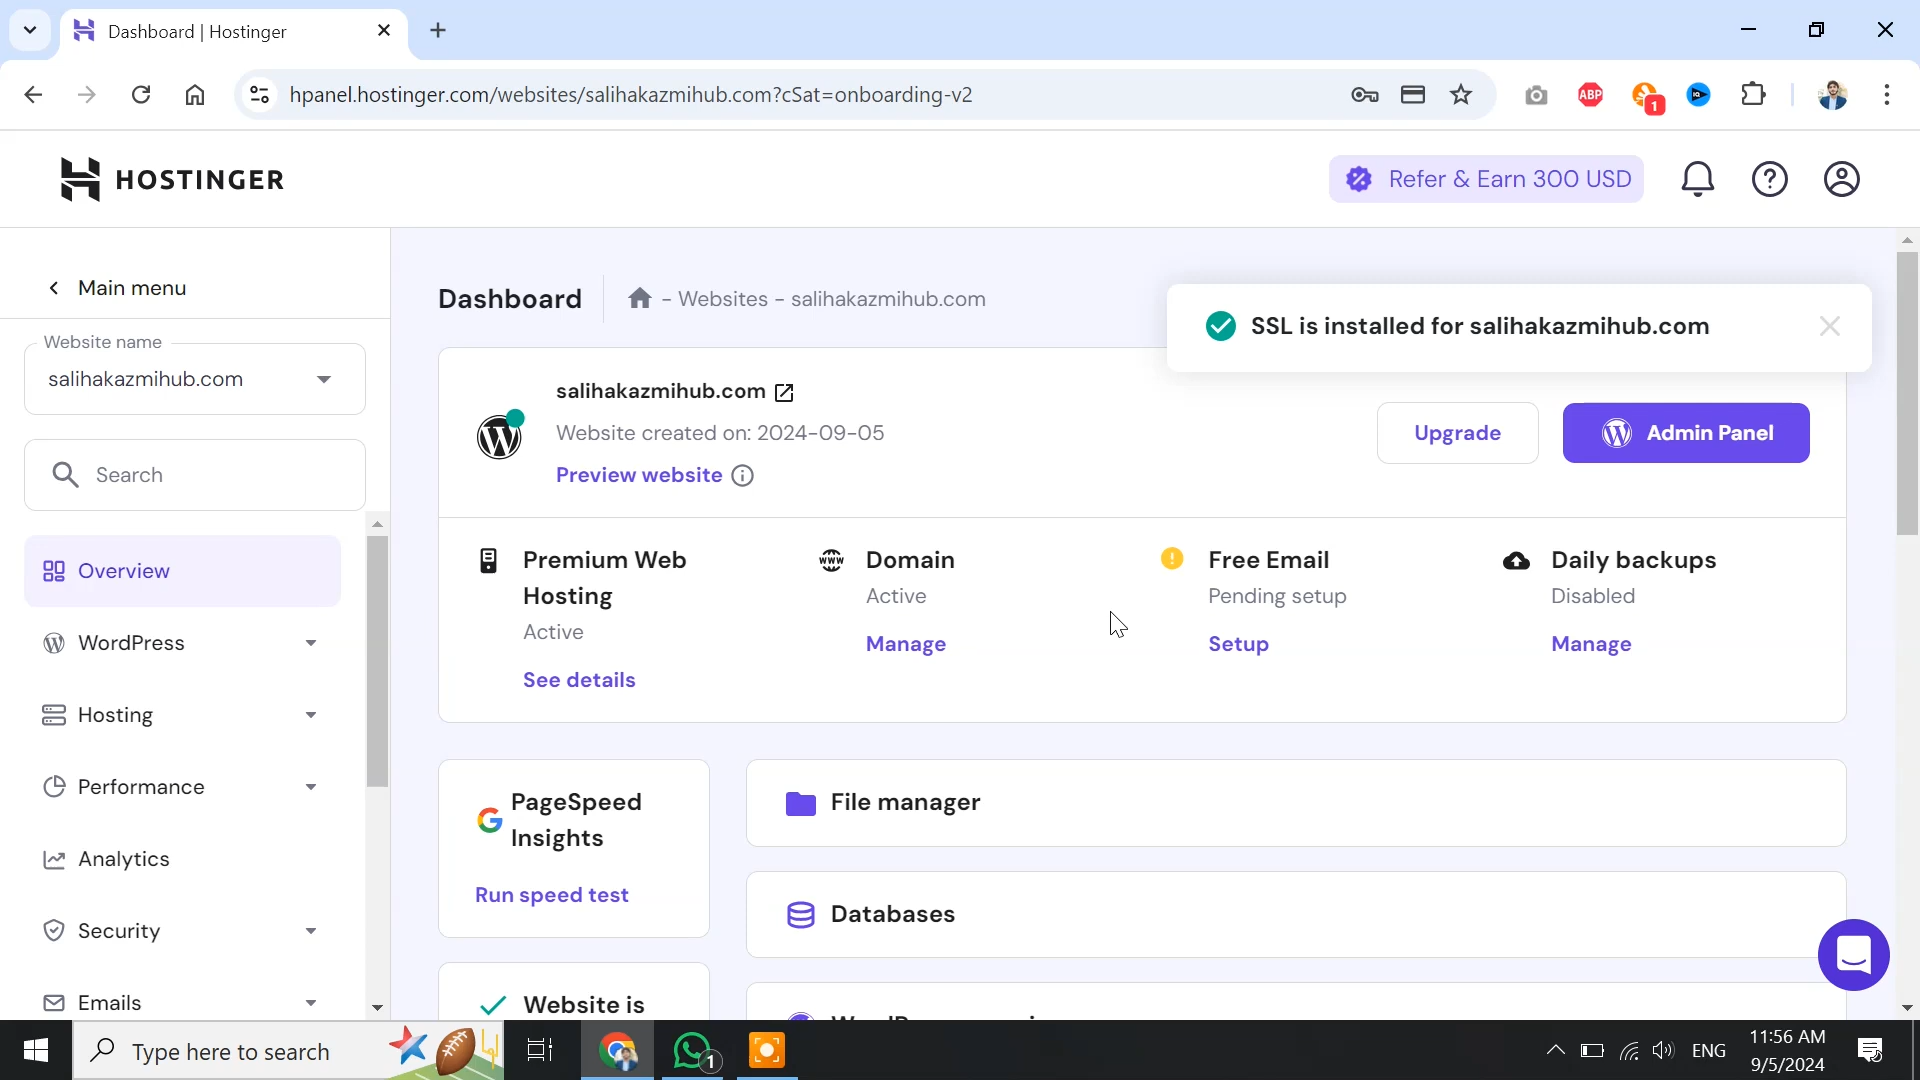 Dashboard | Hostinger
hpanel.hostinger.com/websites/salihakazmihub.com?cSat=onboarding-v2
ABP
1
HOSTINGER
Refer & Earn 300 USD
Main menu
Website name
salihakazmihub.com
Search
Overview
WordPress
Hosting
Performance
Analytics
Security
Emails
Dashboard
- Websites - salihakazmihub.com
SSL is installed for salihakazmihub.com
salihakazmihub.com
Website created on: 2024-09-05
Preview website
Upgrade
Admin Panel
Premium Web
Hosting
Active
See details
www
Domain
Active
Manage
Free Email
Pending setup
Setup
Daily backups
Disabled
Manage
PageSpeed
Insights
Run speed test
Website is
File manager
Databases
Type here to search
1
ENG
11:56 AM
9/5/2024